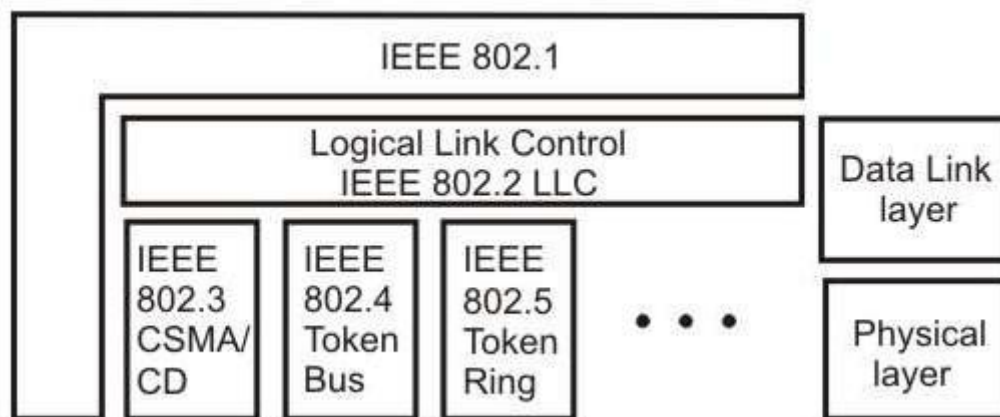 IEEE 802.1
Logical Link Control
IEEE 802.2 LLC
Data Link
layer
IEEE
802.3
CSMA/
CD
IEEE
802.4
Token
Bus
IEEE
802.5
Token
Ring
Physical
layer